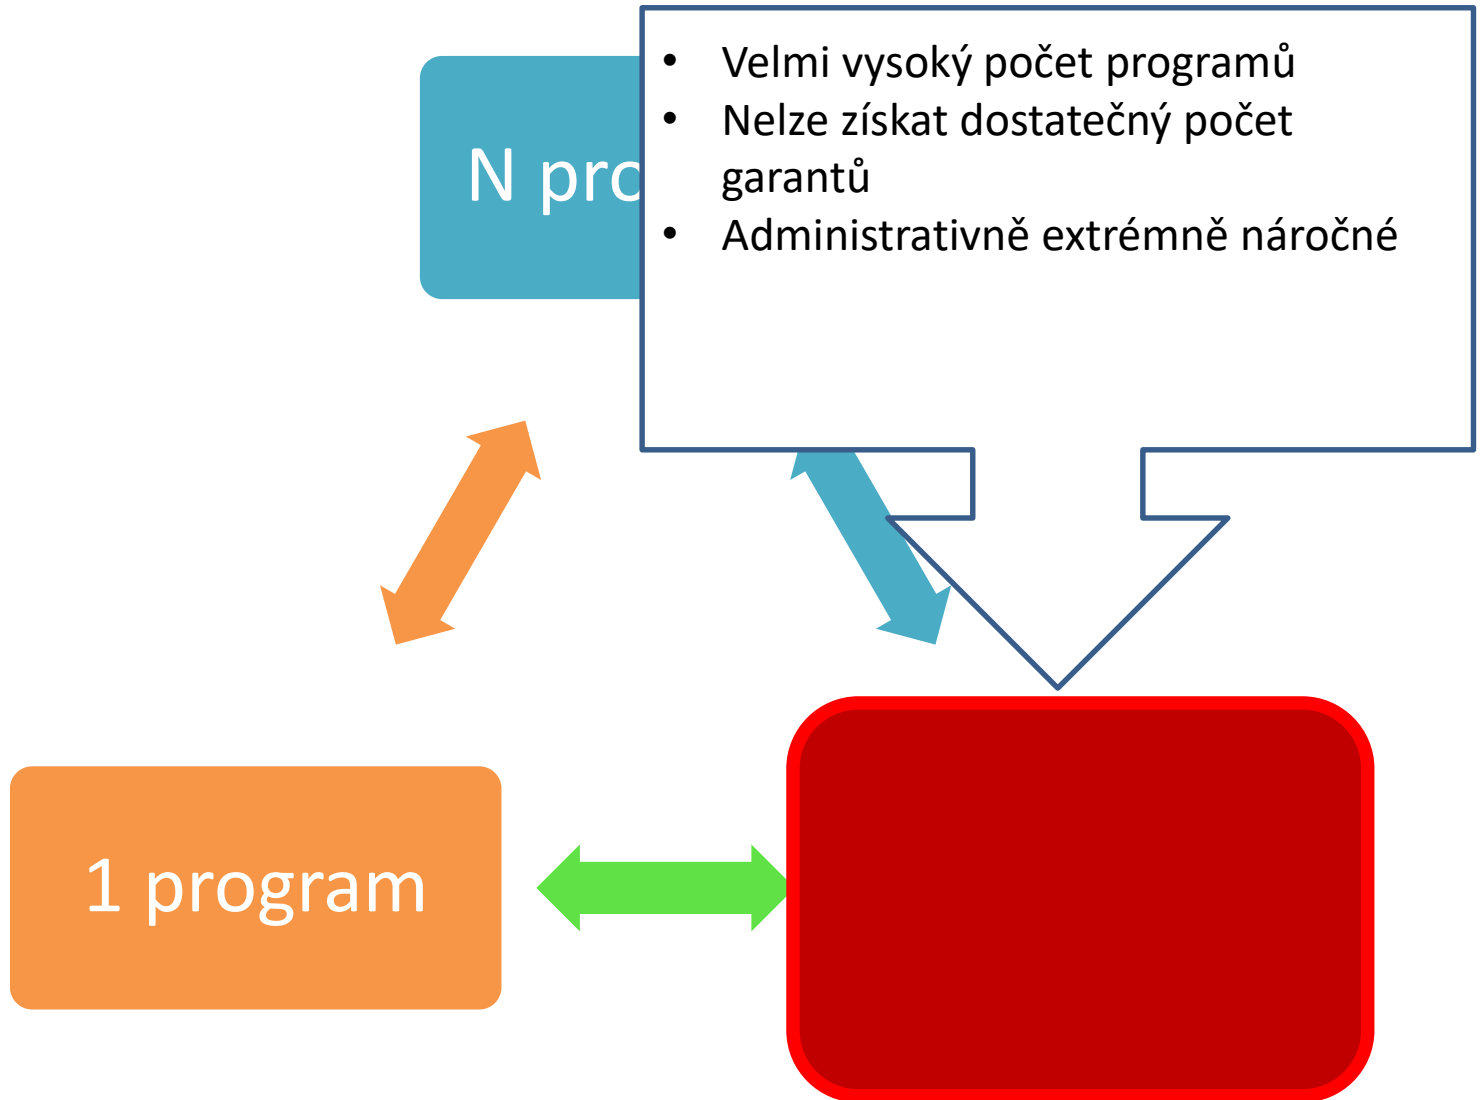 • Velmi vysoký počet programů
• Nelze získat dostatečný počet
garantů
• Administrativně extrémně náročné
N pro
1 program